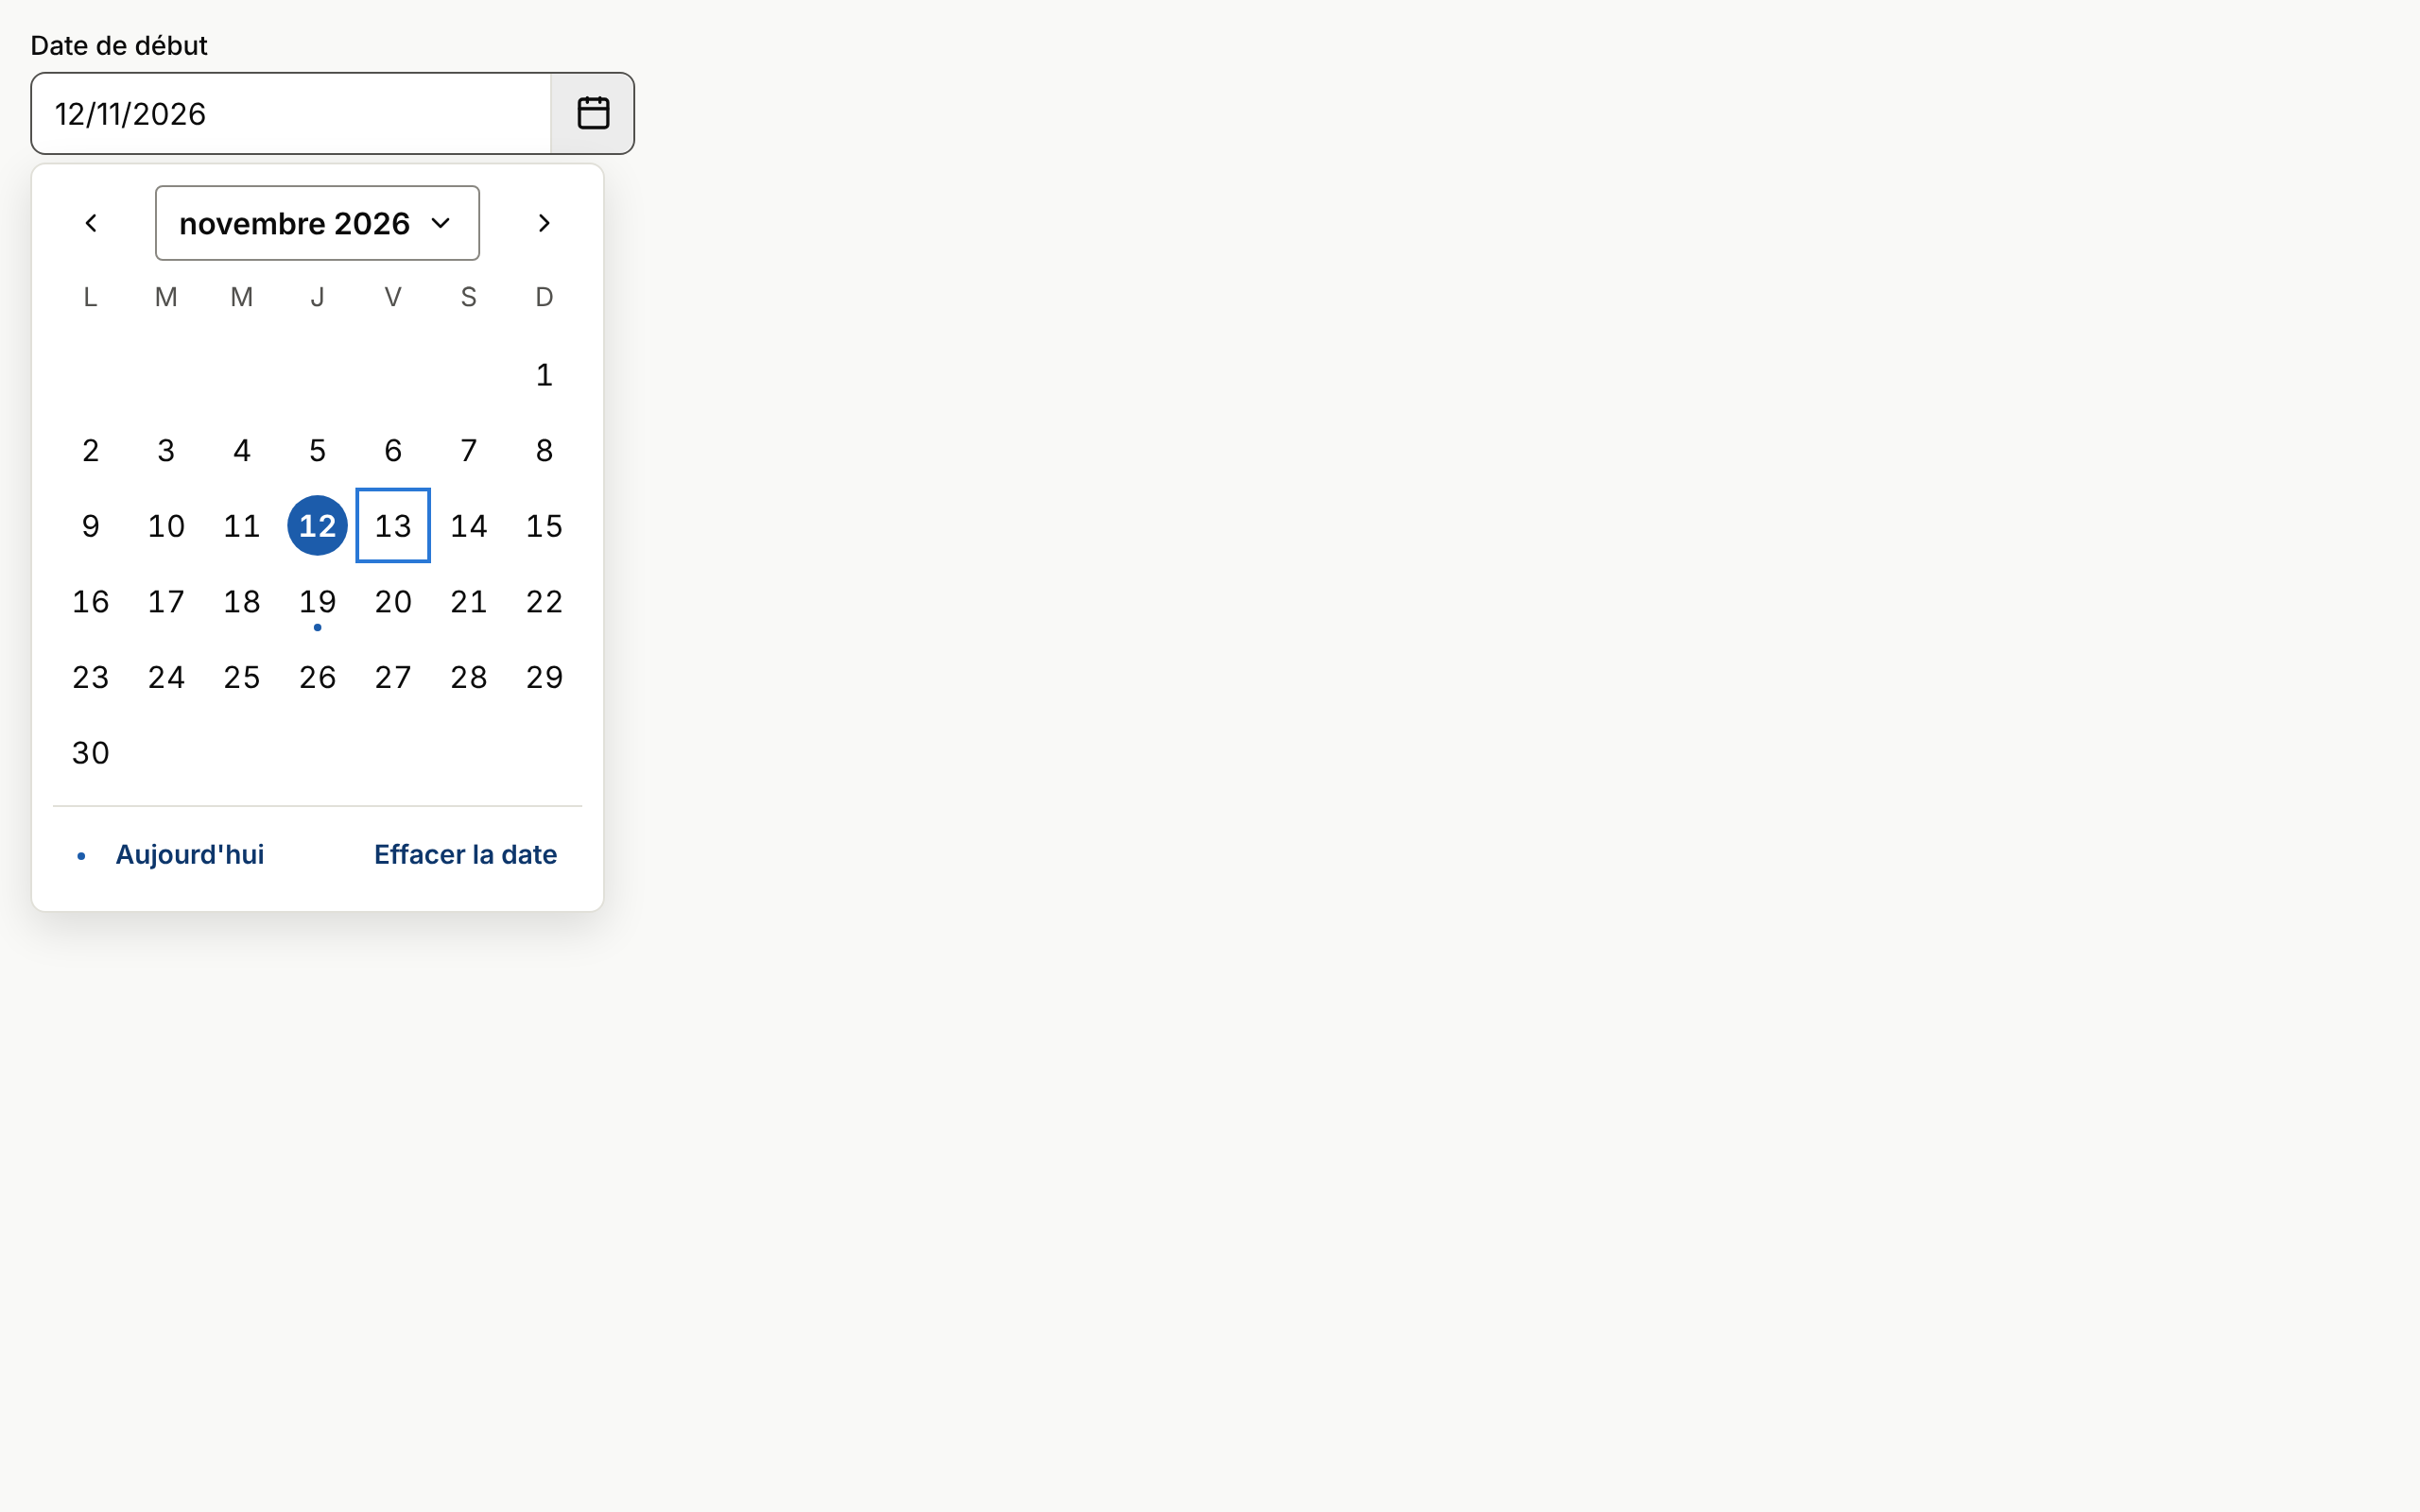 Date de début
12/11/2026
novembre 2026
L M M J V S D
1
2 3 4 5 6 7 8
9 10 11 12 13 14 15
16 17 18 19 20 21 22
23 24 25 26 27 28 29
30
Aujourd'hui Effacer la date